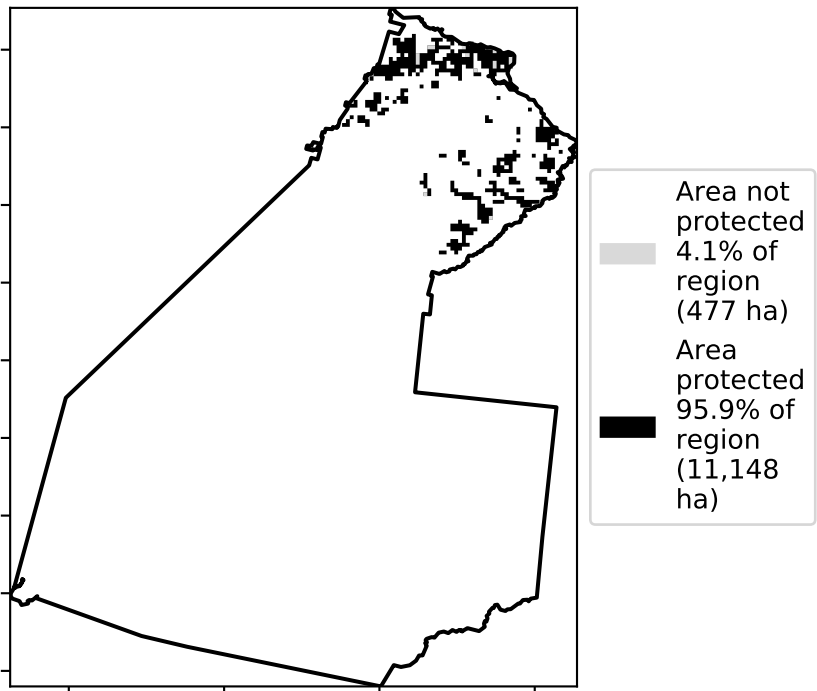 Area not
protected
4.1% of
region
(477 ha)
Area
protected
95.9% of
region
(11,148
ha)